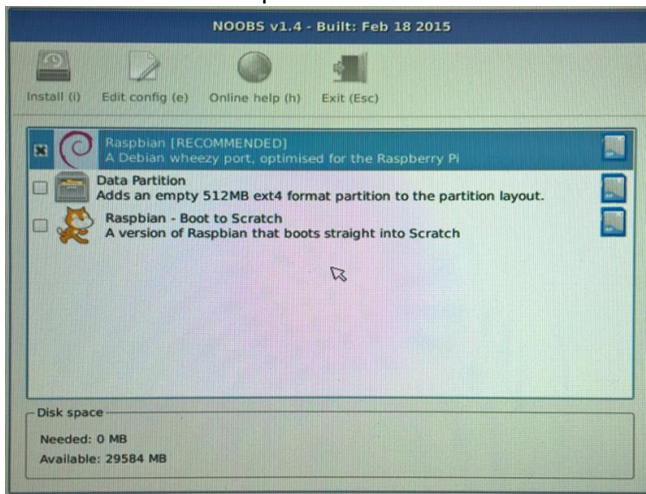 NOOBS v1.4 - Built: Feb 18 2015
Install (i) Edit config (e) Online help (h) Exit (Esc)
Raspbian [RECOMMENDED]
A Debian wheezy port, optimised for the Raspberry Pi
Data Partition
Adds an empty 512MB ext4 format partition to the partition layout.
Raspbian - Boot to Scratch
A version of Raspbian that boots straight into Scratch
Disk space
Needed: 0 MB
Available: 29584 MB